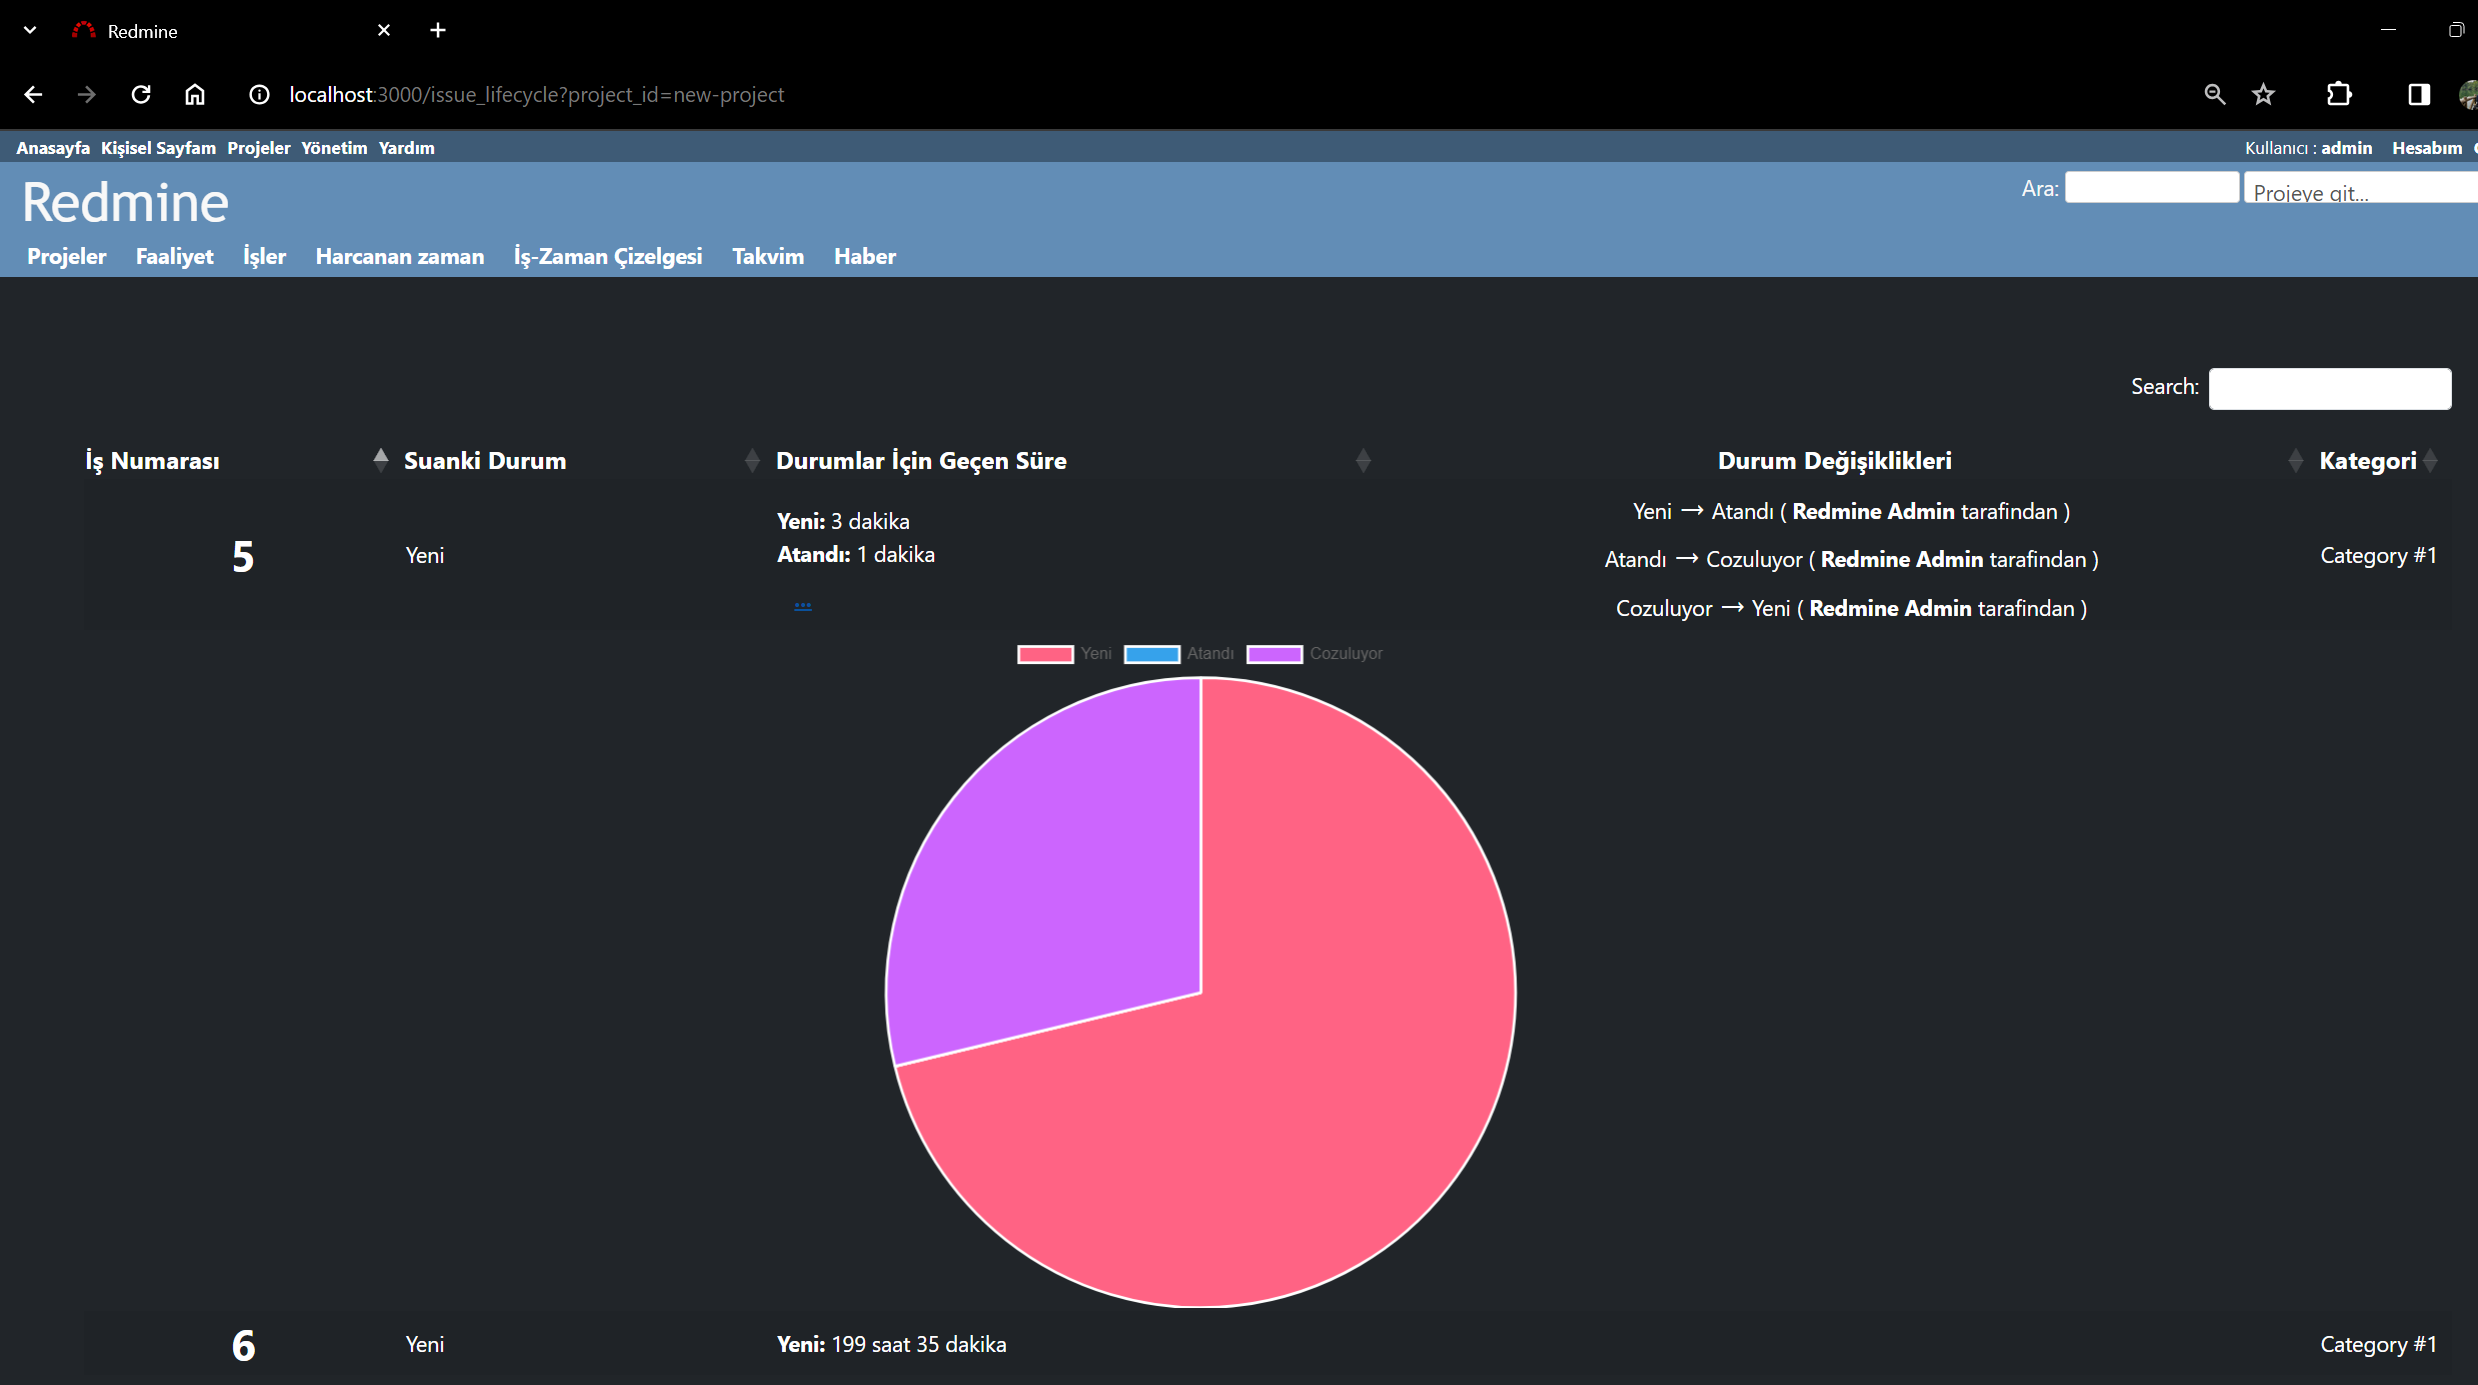 Redmine
localhost:3000/issue_lifecycle?project_id=new-project
Anasayfa Kişisel Sayfam Projeler Yönetim Yardım
Kullanıcı : admin Hesabım
Redmine
Ara: Projeye git...
Projeler Faaliyet İşler Harcanan zaman İş-Zaman Çizelgesi Takvim Haber
Search:
İş Numarası Suanki Durum Durumlar İçin Geçen Süre Durum Değişiklikleri Kategori
5
Yeni
Yeni: 3 dakika
Atandı: 1 dakika
...
Yeni → Atandı ( Redmine Admin tarafindan )
Atandı → Cozuluyor ( Redmine Admin tarafindan )
Cozuluyor → Yeni ( Redmine Admin tarafindan )
Category #1
Yeni Atandı Cozuluyor
6 Yeni Yeni: 199 saat 35 dakika Category #1